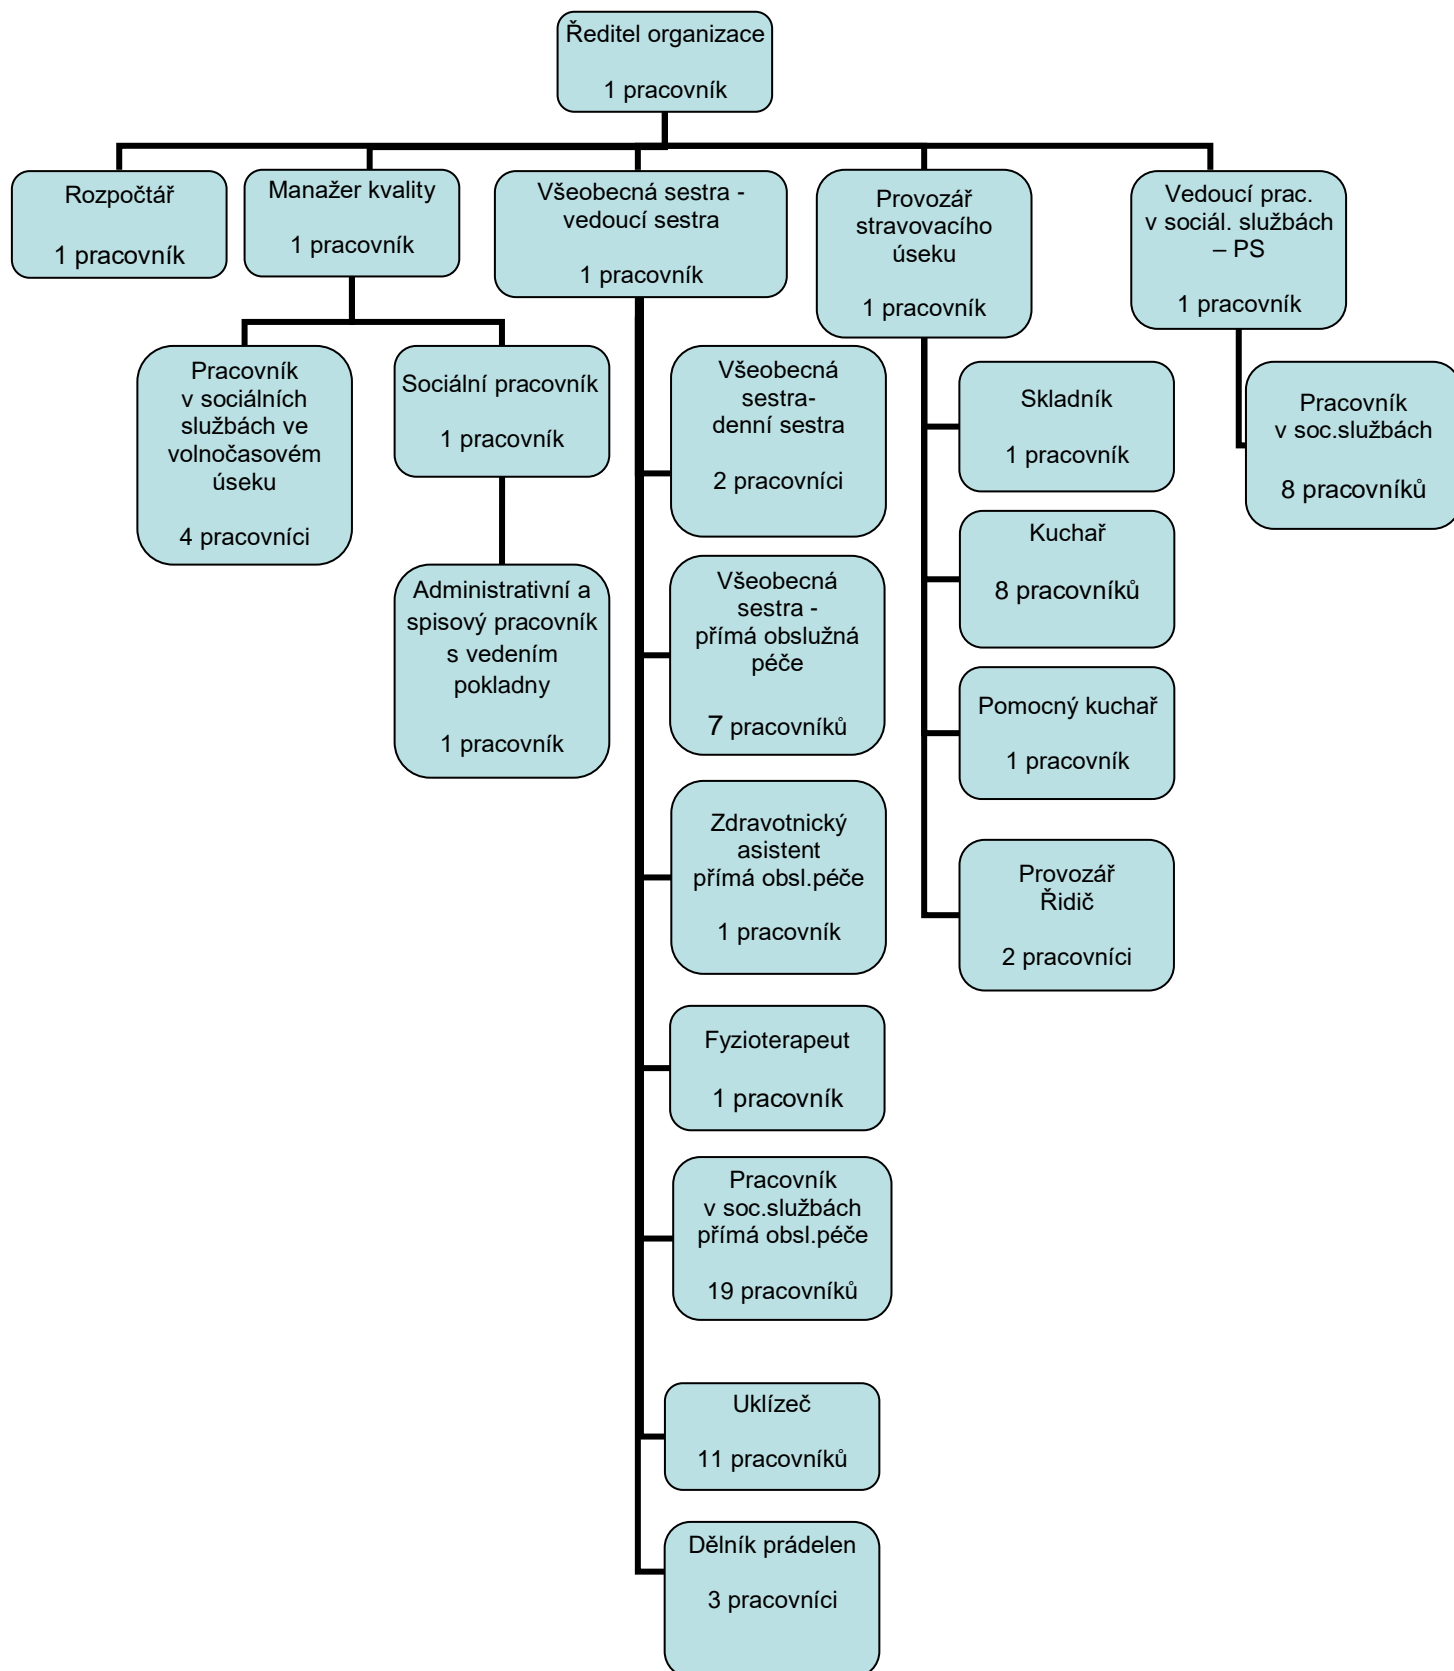 Ředitel organizace
1 pracovník
Rozpočtář
1 pracovník
Manažer kvality
1 pracovník
Všeobecná sestra -
vedoucí sestra
1 pracovník
Provozář
stravovacího
úseku
1 pracovník
Vedoucí prac.
v sociál. službách
– PS
1 pracovník
Pracovník
v sociálních
službách ve
volnočasovém
úseku
4 pracovníci
Sociální pracovník
1 pracovník
Administrativní a
spisový pracovník
s vedením
pokladny
1 pracovník
Všeobecná
sestra-
denní sestra
2 pracovníci
Všeobecná
sestra -
přímá obslužná
péče
7 pracovníků
Zdravotnický
asistent
přímá obsl.péče
1 pracovník
Fyzioterapeut
1 pracovník
Pracovník
v soc.službách
přímá obsl.péče
19 pracovníků
Uklízeč
11 pracovníků
Dělník prádelen
3 pracovníci
Skladník
1 pracovník
Kuchař
8 pracovníků
Pomocný kuchař
1 pracovník
Provozář
Řidič
2 pracovníci
Pracovník
v soc.službách
8 pracovníků